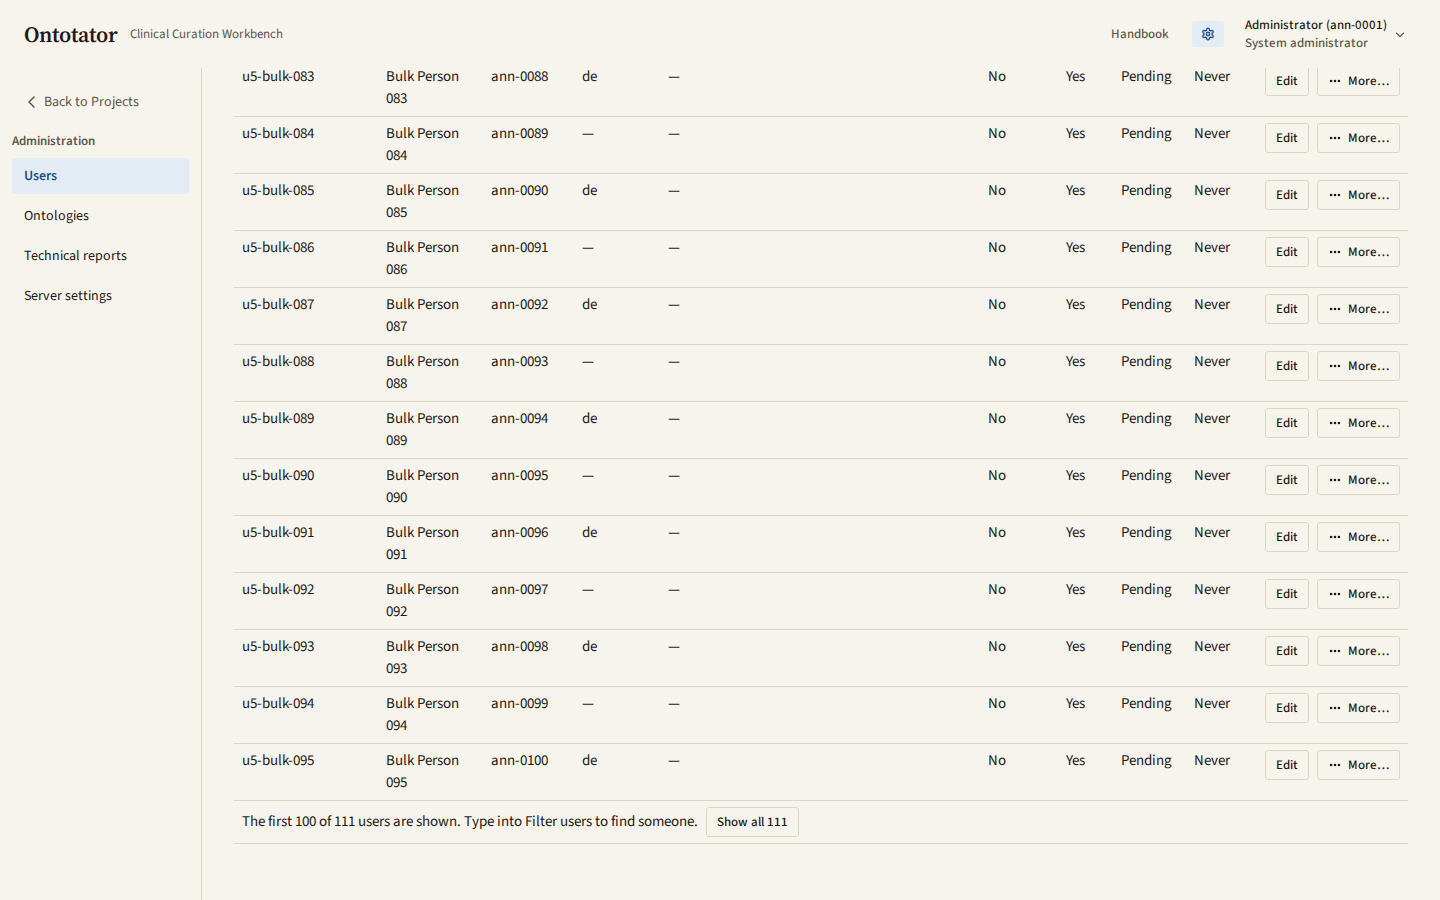 Ontotator Clinical Curation Workbench Handbook Administrator (ann-0001)
System administrator
Back to Projects
Administration
Users
Ontologies
Technical reports
Server settings
u5-bulk-083 Bulk Person 083 ann-0088 de — No Yes Pending Never Edit ··· More...
u5-bulk-084 Bulk Person 084 ann-0089 — — No Yes Pending Never Edit ··· More...
u5-bulk-085 Bulk Person 085 ann-0090 de — No Yes Pending Never Edit ··· More...
u5-bulk-086 Bulk Person 086 ann-0091 — — No Yes Pending Never Edit ··· More...
u5-bulk-087 Bulk Person 087 ann-0092 de — No Yes Pending Never Edit ··· More...
u5-bulk-088 Bulk Person 088 ann-0093 — — No Yes Pending Never Edit ··· More...
u5-bulk-089 Bulk Person 089 ann-0094 de — No Yes Pending Never Edit ··· More...
u5-bulk-090 Bulk Person 090 ann-0095 — — No Yes Pending Never Edit ··· More...
u5-bulk-091 Bulk Person 091 ann-0096 de — No Yes Pending Never Edit ··· More...
u5-bulk-092 Bulk Person 092 ann-0097 — — No Yes Pending Never Edit ··· More...
u5-bulk-093 Bulk Person 093 ann-0098 de — No Yes Pending Never Edit ··· More...
u5-bulk-094 Bulk Person 094 ann-0099 — — No Yes Pending Never Edit ··· More...
u5-bulk-095 Bulk Person 095 ann-0100 de — No Yes Pending Never Edit ··· More...
The first 100 of 111 users are shown. Type into Filter users to find someone. Show all 111